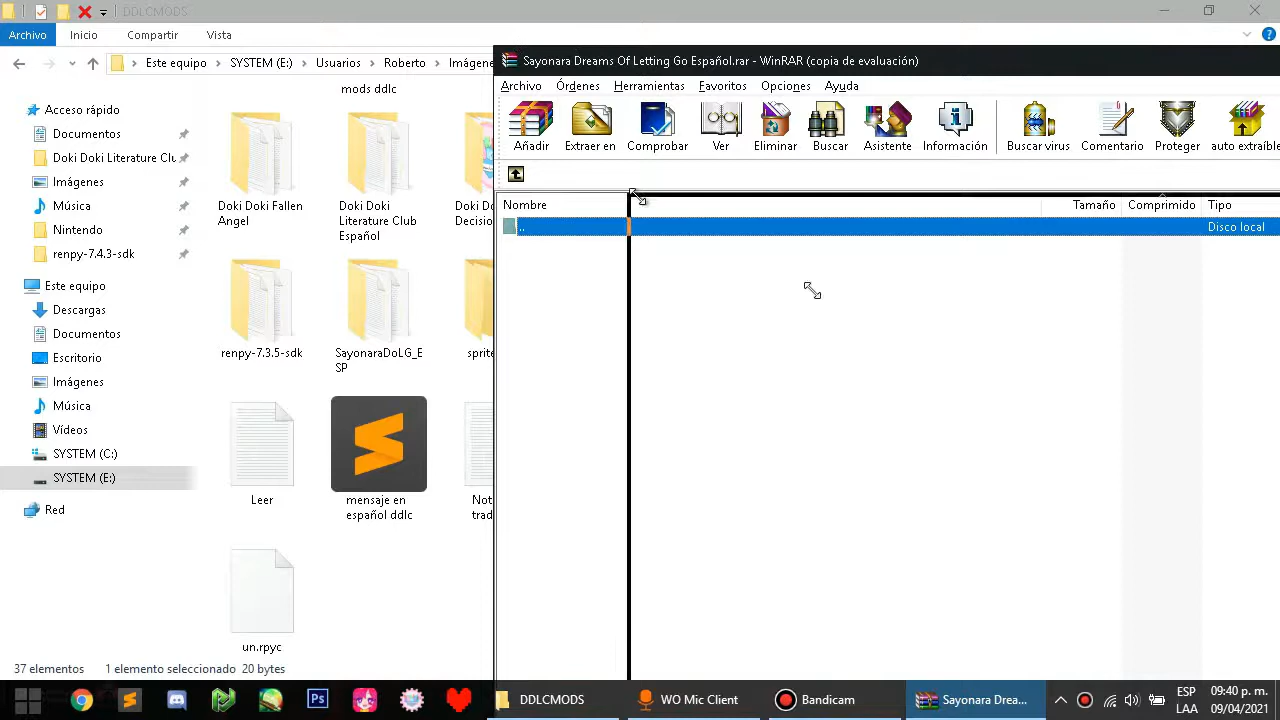 DDLCMODS
Archivo Inicio Compartir Vista
Este equipo SYSTEM (E:) Usuarios Roberto Imágene
Acceso rápido
Documentos
Doki Doki Literature Clu
Imágenes
Música
Nintendo
renpy-7.4.3-sdk
Este equipo
Descargas
Documentos
Escritorio
Imágenes
Música
Vídeos
SYSTEM (C:)
SYSTEM (E:)
Red
mods ddlc
Doki Doki Fallen
Angel
Doki Doki
Literature Club
Español
Doki Do
Decision
renpy-7.3.5-sdk
SayonaraDoLG_E
SP
sprite
Leer
mensaje en
español ddlc
Not
trad
un.rpyc
37 elementos 1 elemento seleccionado 20 bytes
Sayonara Dreams Of Letting Go Español.rar - WinRAR (copia de evaluación)
Archivo Órdenes Herramientas Favoritos Opciones Ayuda
Añadir Extraer en Comprobar Ver Eliminar Buscar Asistente Información Buscar virus Comentario Proteger auto extraíble
Nombre Tamaño Comprimido Tipo
.. Disco local
DDLCMODS WO Mic Client Bandicam Sayonara Drea...
ESP
LAA
09:40 p. m.
09/04/2021